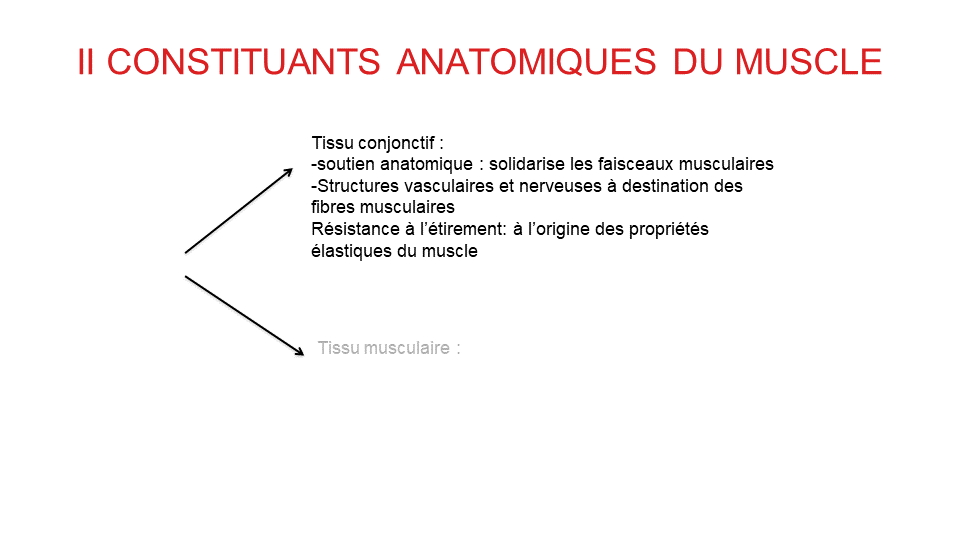 II CONSTITUANTS ANATOMIQUES DU MUSCLE
Tissu conjonctif :
-soutien anatomique : solidarise les faisceaux musculaires
-Structures vasculaires et nerveuses à destination des
fibres musculaires
Résistance à l’étirement: à l’origine des propriétés
élastiques du muscle
Tissu musculaire :